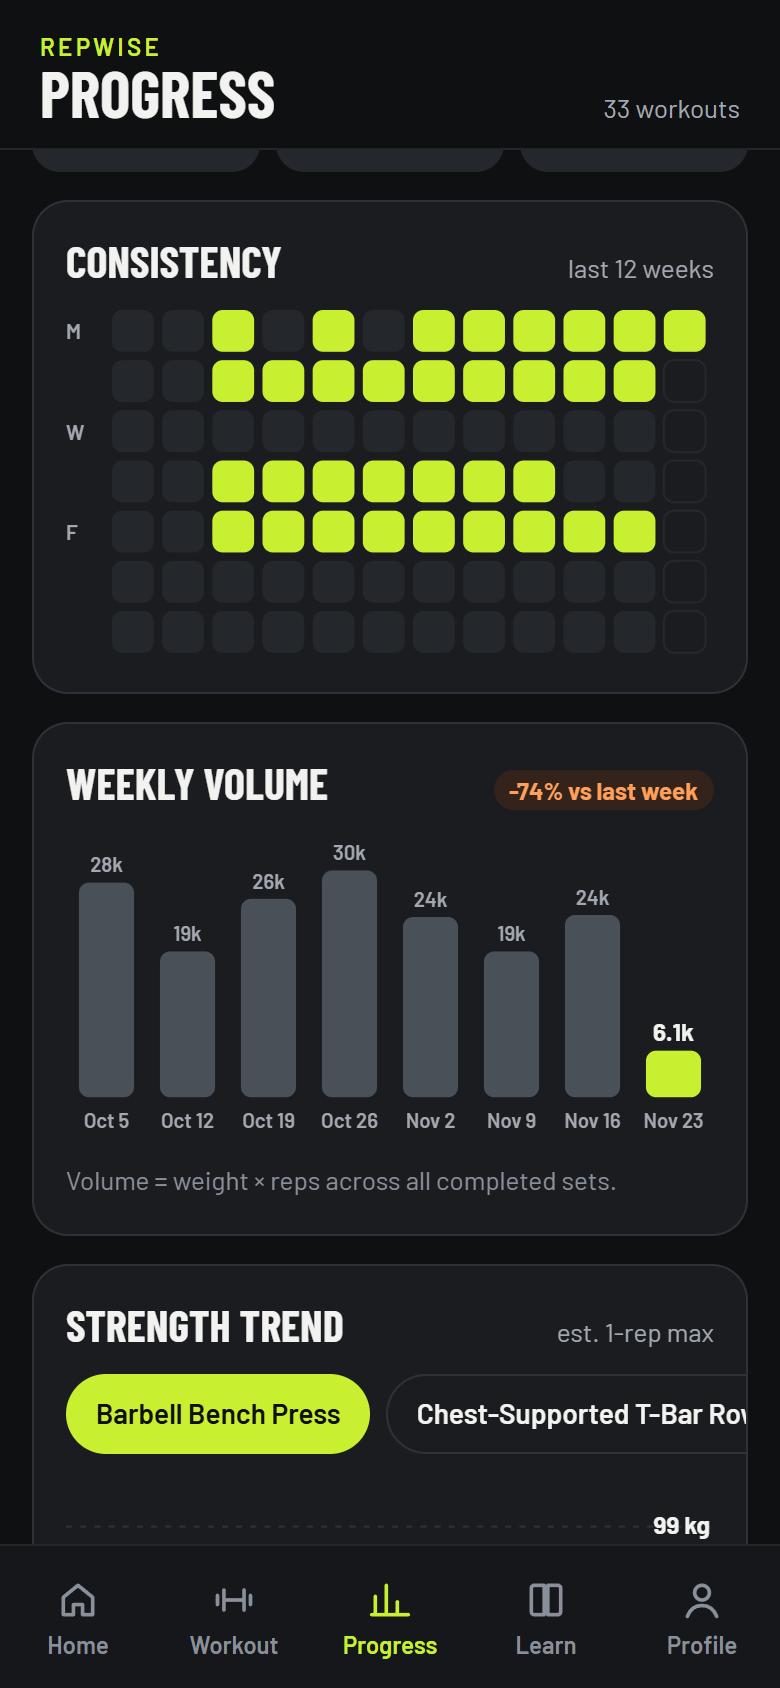 REPWISE
PROGRESS
33 workouts
CONSISTENCY
last 12 weeks
M
W
F
WEEKLY VOLUME
-74% vs last week
28k
19k
26k
30k
24k
19k
24k
6.1k
Oct 5
Oct 12
Oct 19
Oct 26
Nov 2
Nov 9
Nov 16
Nov 23
Volume = weight × reps across all completed sets.
STRENGTH TREND
est. 1-rep max
Barbell Bench Press
Chest-Supported T-Bar
99 kg
Home
Workout
Progress
Learn
Profile